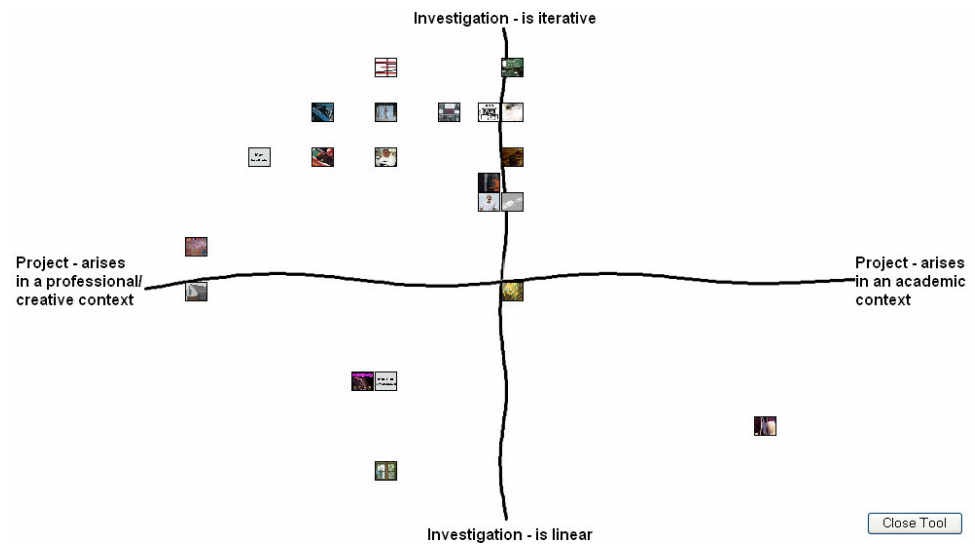 Investigation - is iterative
Project - arises
in a professional/
creative context
Project - arises
in an academic
context
Investigation - is linear
Close Tool